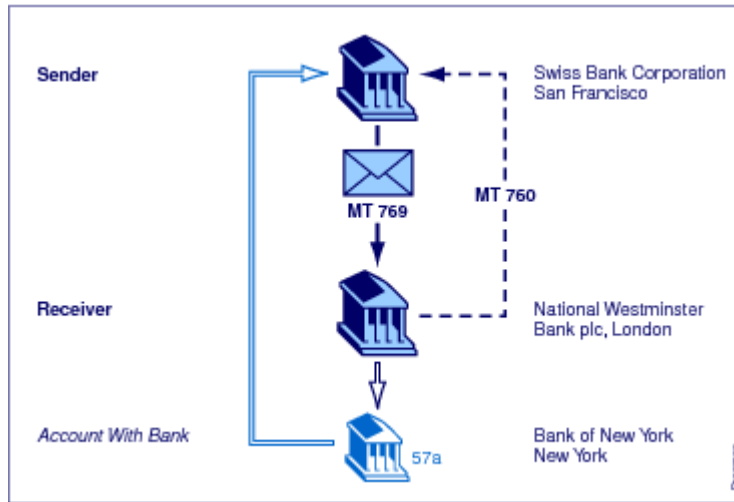 Sender
Swiss Bank Corporation
San Francisco
MT 760
MT 769
Receiver
National Westminster
Bank plc, London
Account With Bank
57a
Bank of New York
New York